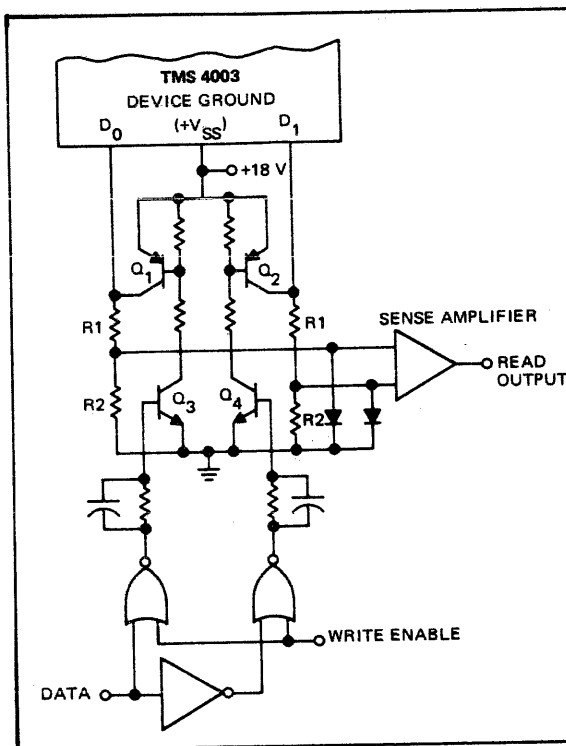 TMS 4003
DEVICE GROUND
D0 (+VSS) D1
+18 V
Q1 Q2
R1 R1
SENSE AMPLIFIER
READ
OUTPUT
R2 Q3 Q4 R2
WRITE ENABLE
DATA